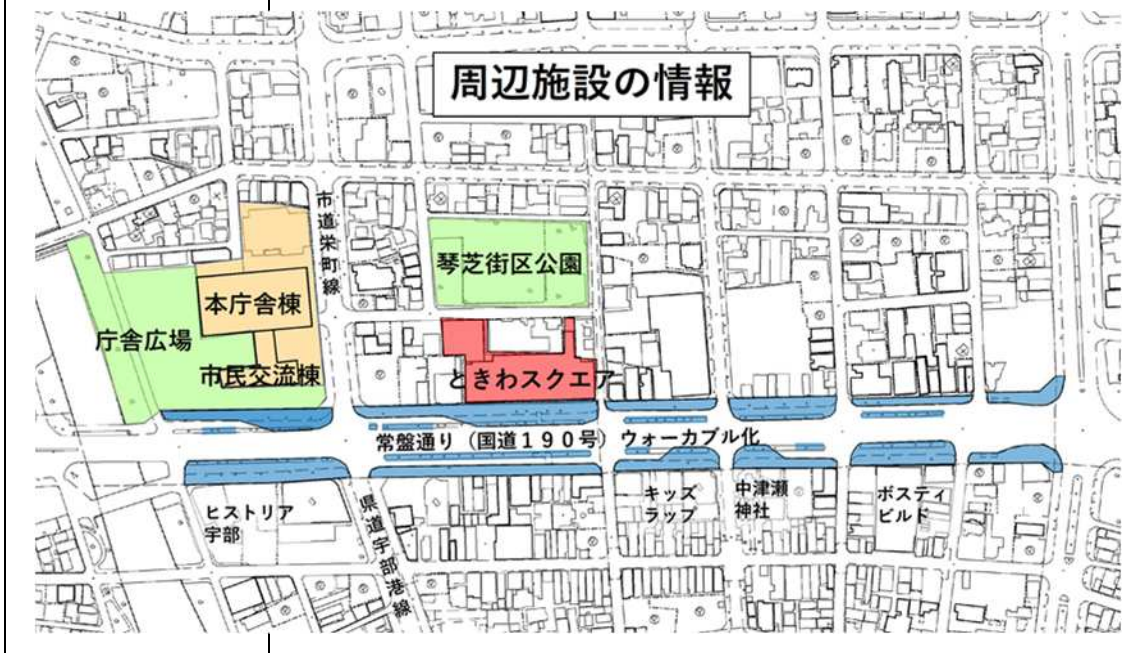 周辺施設の情報
市道栄町線
琴芝街区公園
本庁舎棟
庁舎広場
市民交流棟
ときわスクエア
常盤通り（国道１９０号）ウォーカブル化
ヒストリア
宇部
県道宇部港線
キッズ
ラップ
中津瀬
神社
ボスティ
ビルド